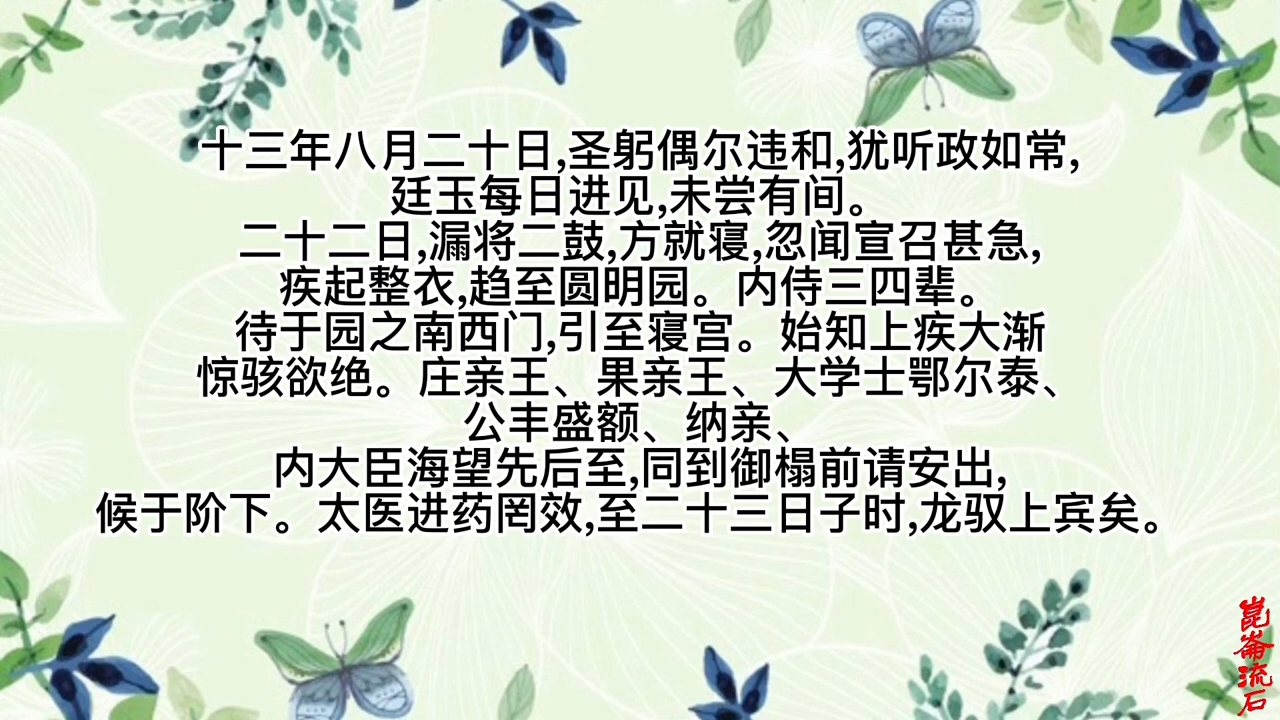 十三年八月二十日,圣躬偶尔违和,犹听政如常,
廷玉每日进见,未尝有间。
二十二日,漏将二鼓,方就寝,忽闻宣召甚急,
疾起整衣,趋至圆明园。内侍三四辈。
待于园之南西门,引至寝宫。始知上疾大渐
惊骇欲绝。庄亲王、果亲王、大学士鄂尔泰、
公丰盛额、纳亲、
内大臣海望先后至,同到御榻前请安出,
候于阶下。太医进药罔效,至二十三日子时,龙驭上宾矣。
崑崙流石